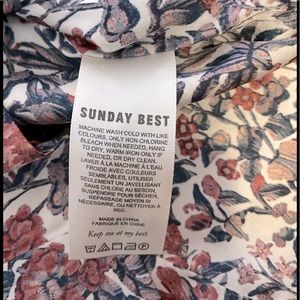 SUNDAY BEST
MACHINE WASH COLD WITH LIKE
COLOURS, ONLY NON-CHLORINE
BLEACH WHEN NEEDED, HANG
TO DRY, WARM IRON ONLY IF
NEEDED, OR DRY CLEAN.
LAVER À LA MACHINE À L'EAU
FROIDE AVEC COULEURS
SEMBLABLES, UTILISER
SEULEMENT UN JAVELLISANT
SANS CHLORE AU BESOIN,
SUSPENDRE POUR SÉCHER,
REPASSAGE MOYEN SI
NÉCESSAIRE, OU NETTOYER À
SEC.
MADE IN CHINA
FABRIQUÉ EN CHINE
Keep me at my best.